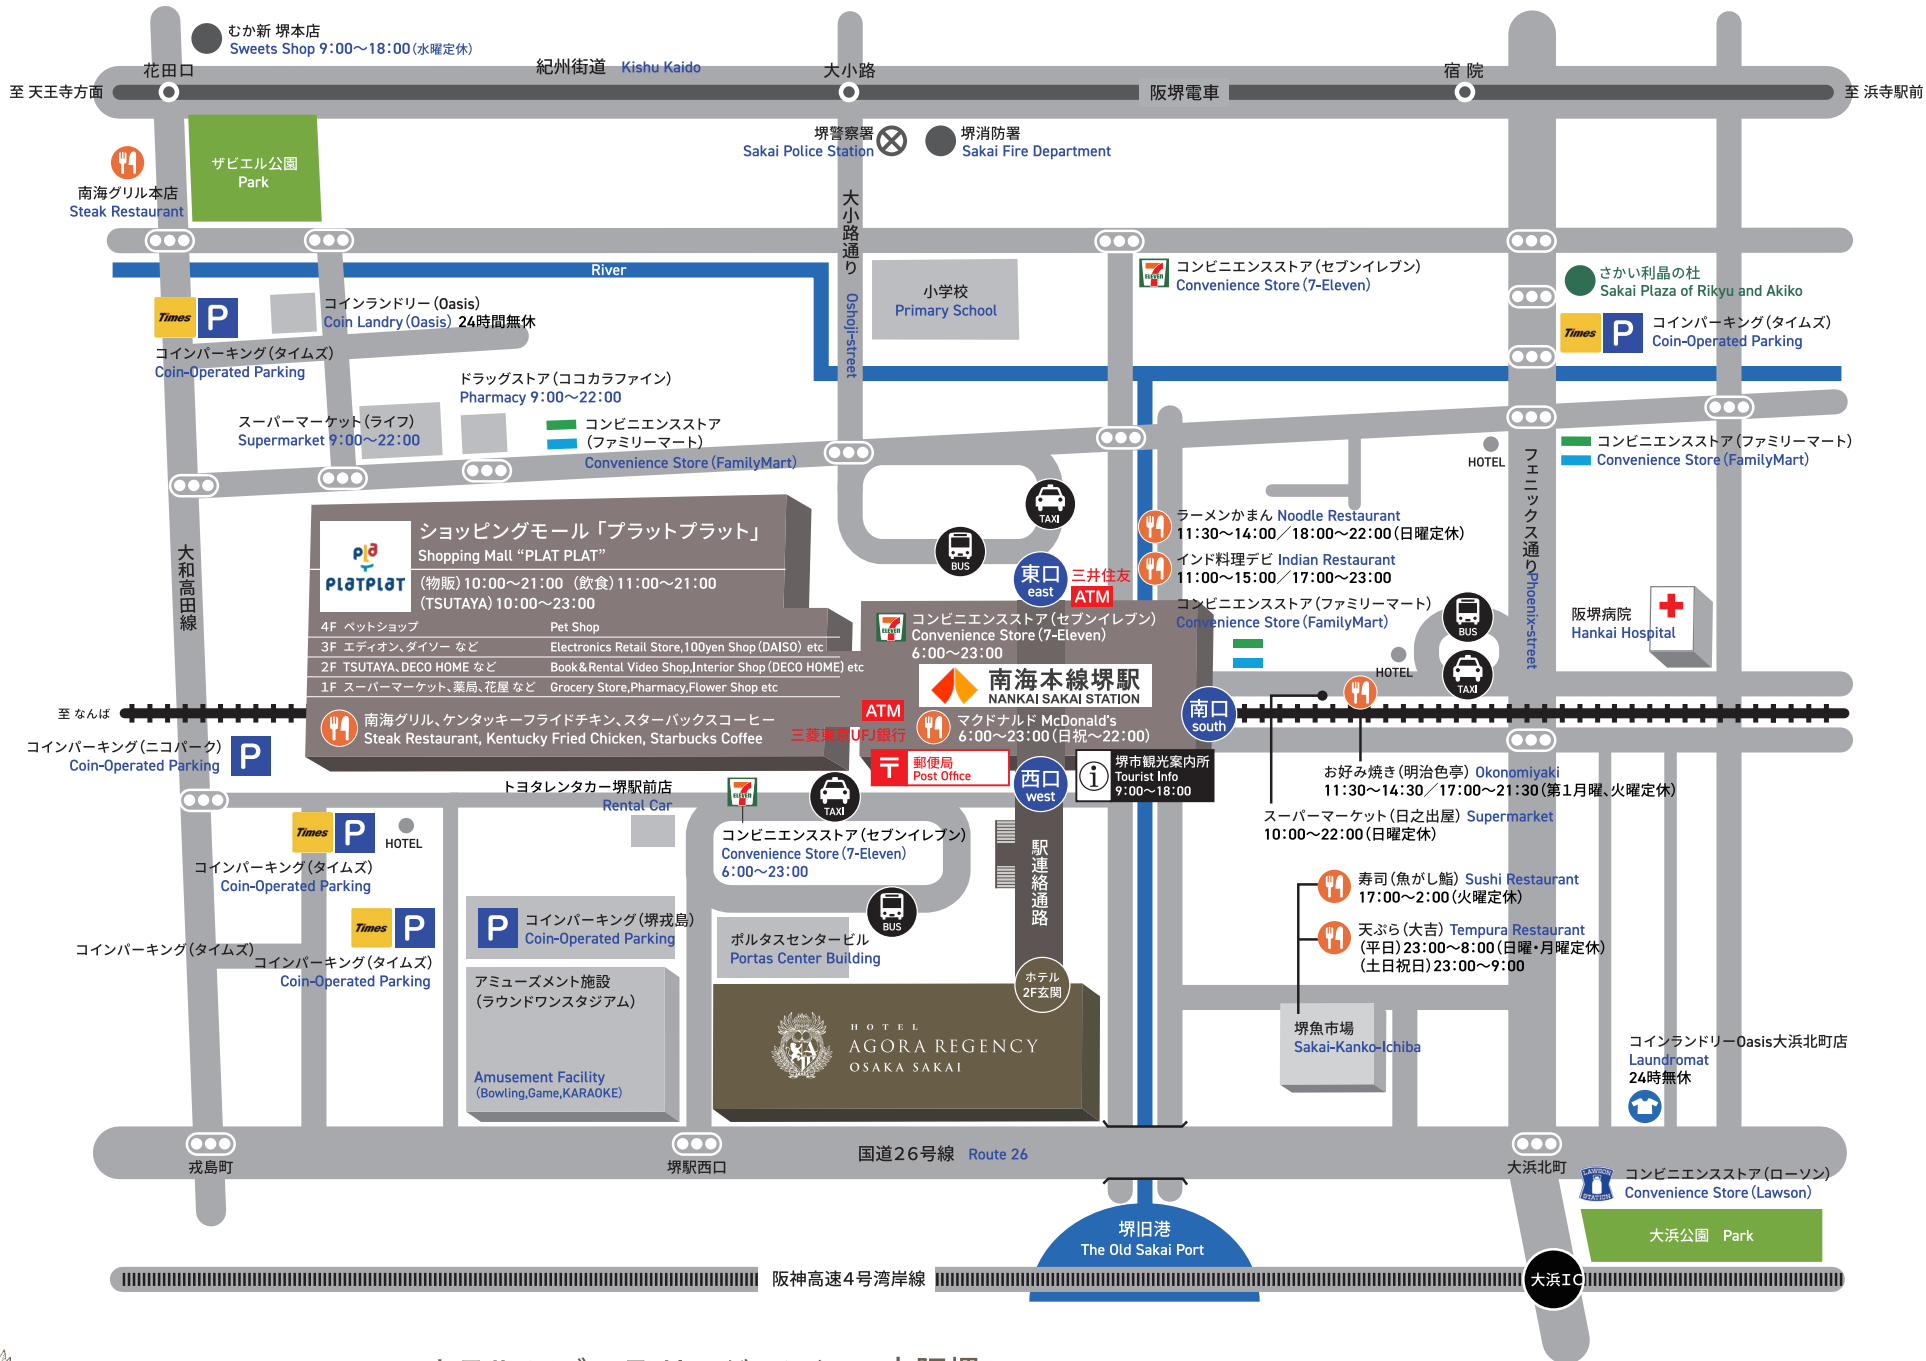 むか新 堺本店
Sweets Shop 9:00〜18:00(水曜定休)
花田口
紀州街道 Kishu Kaido
大小路
宿 院
至 天王寺方面
阪堺電車
至 浜寺駅前
堺警察署
Sakai Police Station
堺消防署
Sakai Fire Department
ザビエル公園
Park
南海グリル本店
Steak Restaurant
大小路通り
Oshoji-street
River
小学校
Primary School
7 ELEVEN
コンビニエンスストア(セブンイレブン)
Convenience Store(7-Eleven)
さかい利晶の杜
Sakai Plaza of Rikyu and Akiko
Times P
コインパーキング(タイムズ)
Coin-Operated Parking
コインランドリー(Oasis)
Coin Landry(Oasis) 24時間無休
Times P
コインパーキング(タイムズ)
Coin-Operated Parking
ドラッグストア(ココカラファイン)
Pharmacy 9:00〜22:00
スーパーマーケット(ライフ)
Supermarket 9:00〜22:00
コンビニエンスストア
(ファミリーマート)
Convenience Store(FamilyMart)
HOTEL
フェニックス通り
Phoenix-street
コンビニエンスストア(ファミリーマート)
Convenience Store(FamilyMart)
大和高田線
pla
PLATPLAT
ショッピングモール「プラットプラット」
Shopping Mall “PLAT PLAT”
(物販)10:00〜21:00 (飲食)11:00〜21:00
(TSUTAYA)10:00〜23:00
4F ペットショップ Pet Shop
3F エディオン、ダイソー など Electronics Retail Store,100yen Shop(DAISO) etc
2F TSUTAYA、DECO HOME など Book&Rental Video Shop,Interior Shop(DECO HOME) etc
1F スーパーマーケット、薬局、花屋 など Grocery Store,Pharmacy,Flower Shop etc
南海グリル、ケンタッキーフライドチキン、スターバックスコーヒー
Steak Restaurant, Kentucky Fried Chicken, Starbucks Coffee
TAXI
BUS
東口
east
三井住友
ATM
ラーメンかまん Noodle Restaurant
11:30〜14:00/18:00〜22:00(日曜定休)
インド料理デビ Indian Restaurant
11:00〜15:00/17:00〜23:00
コンビニエンスストア(ファミリーマート)
Convenience Store(FamilyMart)
7 ELEVEN
コンビニエンスストア(セブンイレブン)
Convenience Store(7-Eleven)
6:00〜23:00
南海本線堺駅
NANKAI SAKAI STATION
ATM
三菱東京UFJ銀行
マクドナルド McDonald's
6:00〜23:00(日祝〜22:00)
南口
south
HOTEL
BUS
TAXI
阪堺病院
Hankai Hospital
至 なんば
コインパーキング(ニコパーク)
Coin-Operated Parking
P
〒
郵便局
Post Office
西口
west
i
堺市観光案内所
Tourist Info
9:00〜18:00
お好み焼き(明治色亭) Okonomiyaki
11:30〜14:30/17:00〜21:30(第1月曜、火曜定休)
スーパーマーケット(日之出屋) Supermarket
10:00〜22:00(日曜定休)
トヨタレンタカー堺駅前店
Rental Car
7 ELEVEN
TAXI
コンビニエンスストア(セブンイレブン)
Convenience Store(7-Eleven)
6:00〜23:00
BUS
Times P
HOTEL
コインパーキング(タイムズ)
Coin-Operated Parking
駅連絡通路
寿司(魚がし鮨) Sushi Restaurant
17:00〜2:00(火曜定休)
天ぷら(大吉) Tempura Restaurant
(平日)23:00〜8:00(日曜・月曜定休)
(土日祝日)23:00〜9:00
Times P
コインパーキング(タイムズ)
コインパーキング(タイムズ)
Coin-Operated Parking
P
コインパーキング(堺戎島)
Coin-Operated Parking
ポルタスセンタービル
Portas Center Building
アミューズメント施設
(ラウンドワンスタジアム)
Amusement Facility
(Bowling,Game,KARAOKE)
ホテル
2F玄関
HOTEL
AGORA REGENCY
OSAKA SAKAI
堺魚市場
Sakai-Kanko-Ichiba
コインランドリーOasis大浜北町店
Laundromat
24時無休
戎島町
堺駅西口
国道26号線 Route 26
大浜北町
LAWSON STATION
コンビニエンスストア(ローソン)
Convenience Store(Lawson)
堺旧港
The Old Sakai Port
大浜公園 Park
阪神高速4号湾岸線
大浜IC